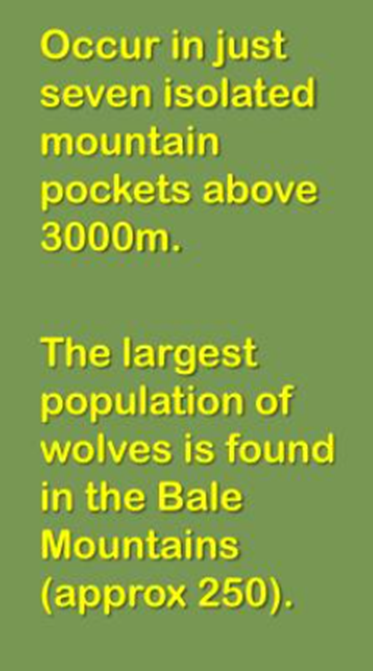 Occur in just
seven isolated
mountain
pockets above
3000m.
The largest
population of
wolves is found
in the Bale
Mountains
(approx 250).